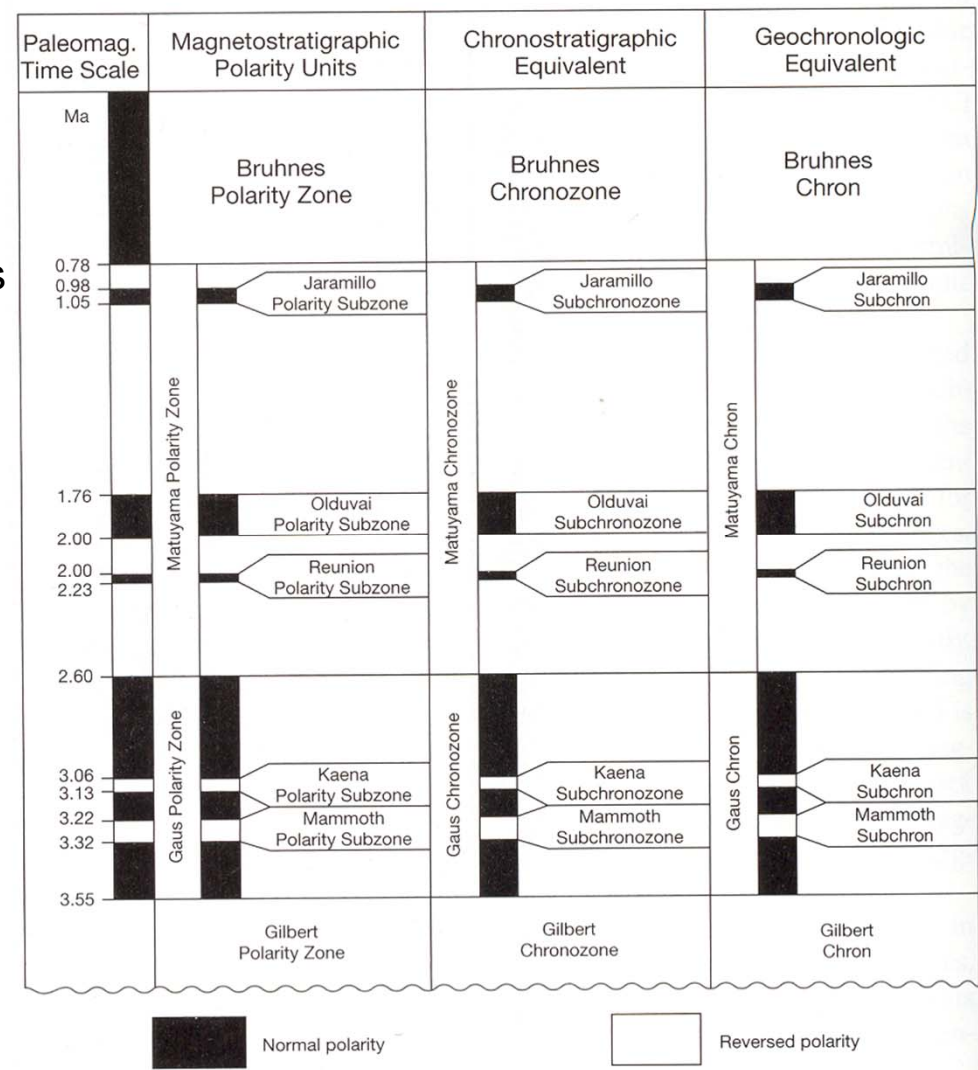 Paleomag.
Time Scale
Magnetostratigraphic
Polarity Units
Chronostratigraphic
Equivalent
Geochronologic
Equivalent
Ma
Bruhnes
Polarity Zone
Bruhnes
Chronozone
Bruhnes
Chron
s
0.78
0.98
1.05
1.76
2.00
2.00
2.23
2.60
3.06
3.13
3.22
3.32
3.55
Matuyama Polarity Zone
Jaramillo
Polarity Subzone
Olduvai
Polarity Subzone
Reunion
Polarity Subzone
Gaus Polarity Zone
Kaena
Polarity Subzone
Mammoth
Polarity Subzone
Gilbert
Polarity Zone
Matuyama Chronozone
Jaramillo
Subchronozone
Olduvai
Subchronozone
Reunion
Subchronozone
Gaus Chronozone
Kaena
Subchronozone
Mammoth
Subchronozone
Gilbert
Chronozone
Matuyama Chron
Jaramillo
Subchron
Olduvai
Subchron
Reunion
Subchron
Gaus Chron
Kaena
Subchron
Mammoth
Subchron
Gilbert
Chron
Normal polarity
Reversed polarity